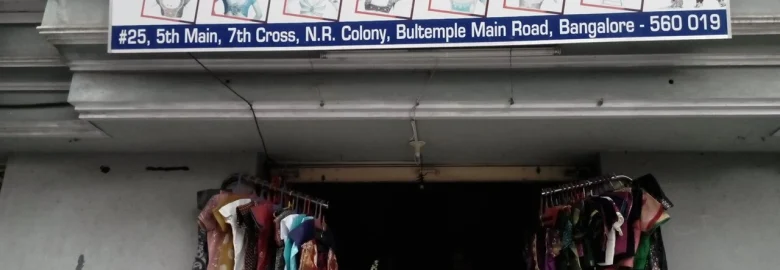 #25, 5th Main, 7th Cross, N.R. Colony, Bultemple Main Road, Bangalore - 560 019